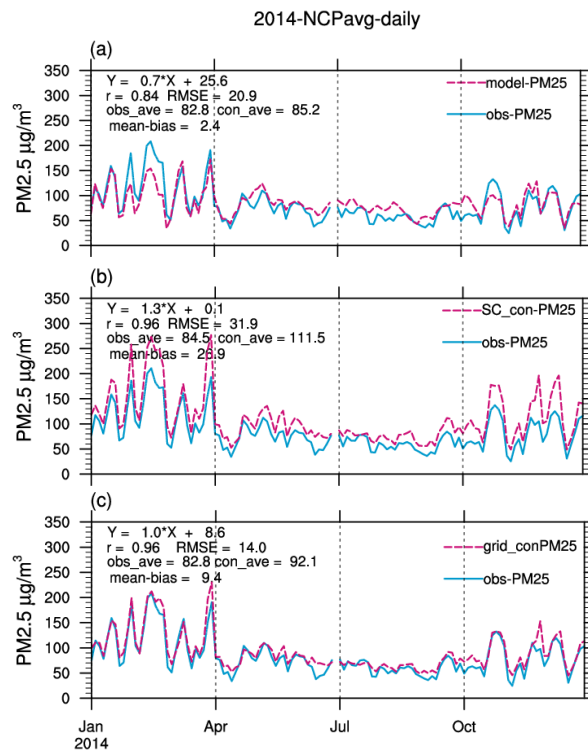 2014-NCPavg-daily
(a)
PM2.5 µg/m³
350
300
250
200
150
100
50
0
Y = 0.7*X + 25.6
r = 0.84 RMSE = 20.9
obs_ave = 82.8 con_ave = 85.2
mean-bias = 2.4
model-PM25
obs-PM25
(b)
PM2.5 µg/m³
350
300
250
200
150
100
50
0
Y = 1.3*X + 0.1
r = 0.96 RMSE = 31.9
obs_ave = 84.5 con_ave = 111.5
mean-bias = 26.9
SC_con-PM25
obs-PM25
(c)
PM2.5 µg/m³
350
300
250
200
150
100
50
0
Y = 1.0*X + 8.6
r = 0.96 RMSE = 14.0
obs_ave = 82.8 con_ave = 92.1
mean-bias = 9.4
grid_conPM25
obs-PM25
Jan Apr Jul Oct
2014